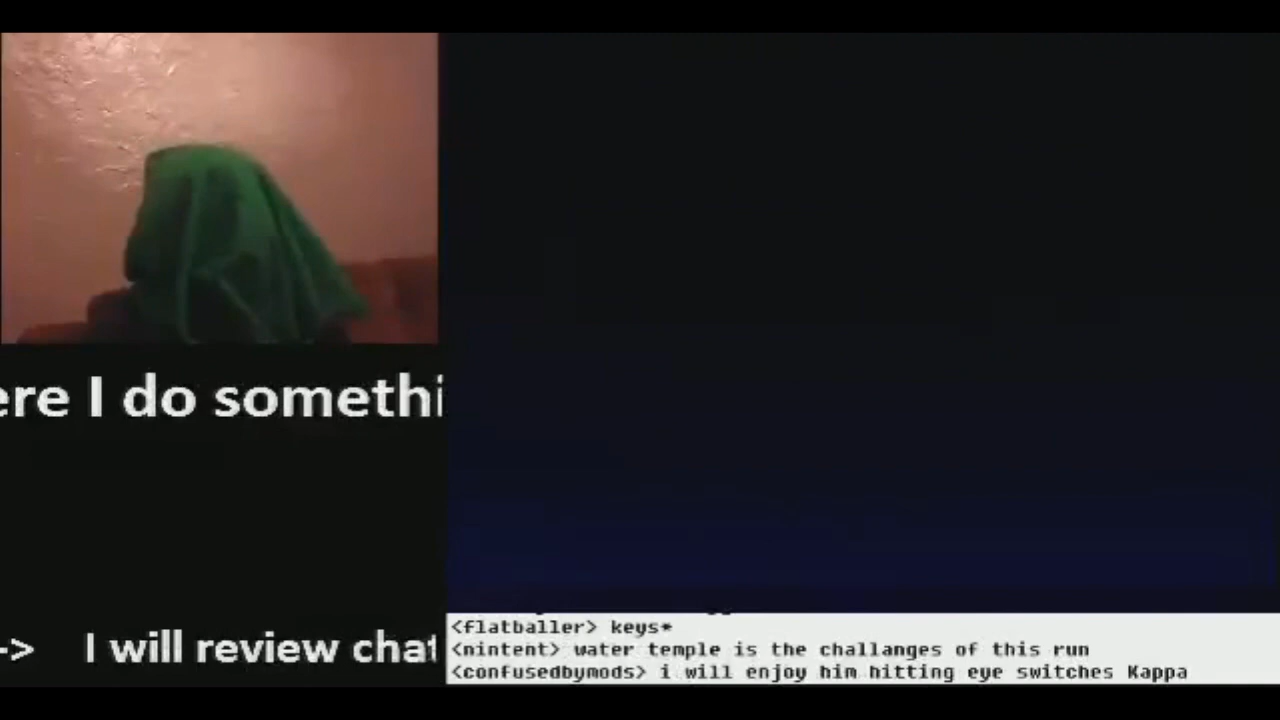 ere I do somethi
-> I will review chat
<flatballer> keys*
<nintent> water temple is the challanges of this run
<confusedbymods> i will enjoy him hitting eye switches Kappa